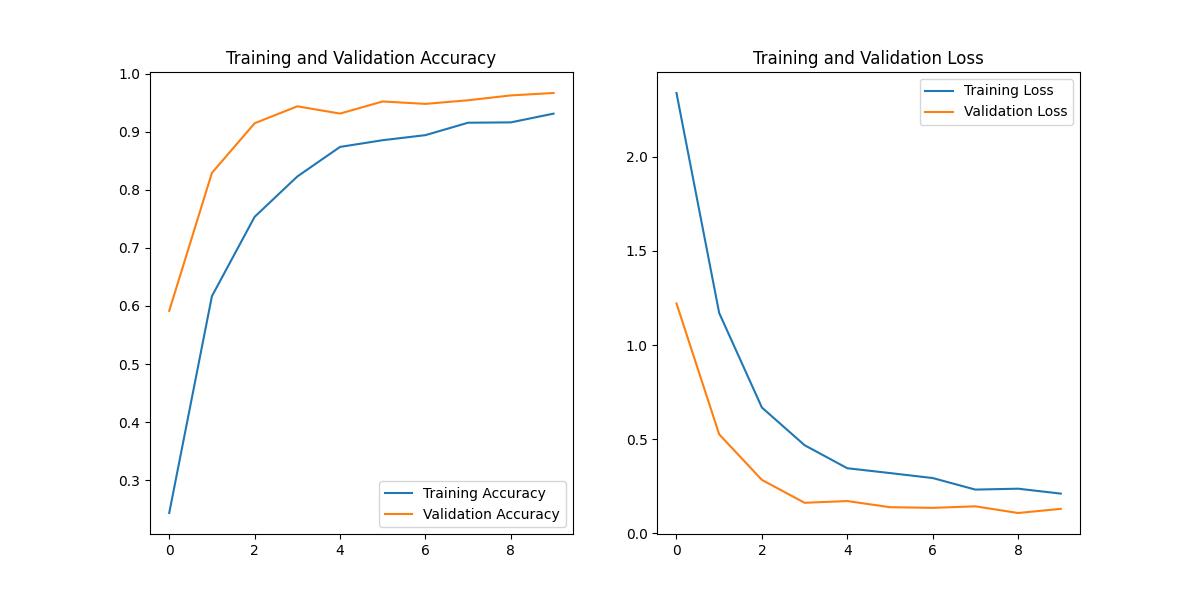 Training and Validation Accuracy
1.0
0.9
0.8
0.7
0.6
0.5
0.4
0.3
0 2 4 6 8
Training Accuracy
Validation Accuracy
Training and Validation Loss
2.0
1.5
1.0
0.5
0.0
0 2 4 6 8
Training Loss
Validation Loss